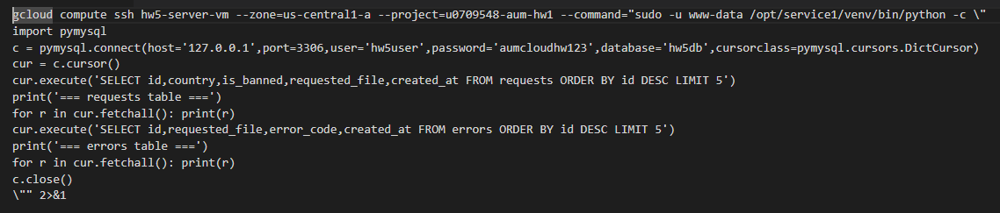 gcloud compute ssh hw5-server-vm --zone=us-central1-a --project=u0709548-aum-hw1 --command="sudo -u www-data /opt/service1/venv/bin/python -c \"
import pymysql
c = pymysql.connect(host='127.0.0.1',port=3306,user='hw5user',password='aumcloudhw123',database='hw5db',cursorclass=pymysql.cursors.DictCursor)
cur = c.cursor()
cur.execute('SELECT id,country,is_banned,requested_file,created_at FROM requests ORDER BY id DESC LIMIT 5')
print('=== requests table ===')
for r in cur.fetchall(): print(r)
cur.execute('SELECT id,requested_file,error_code,created_at FROM errors ORDER BY id DESC LIMIT 5')
print('=== errors table ===')
for r in cur.fetchall(): print(r)
c.close()
\"" 2>&1